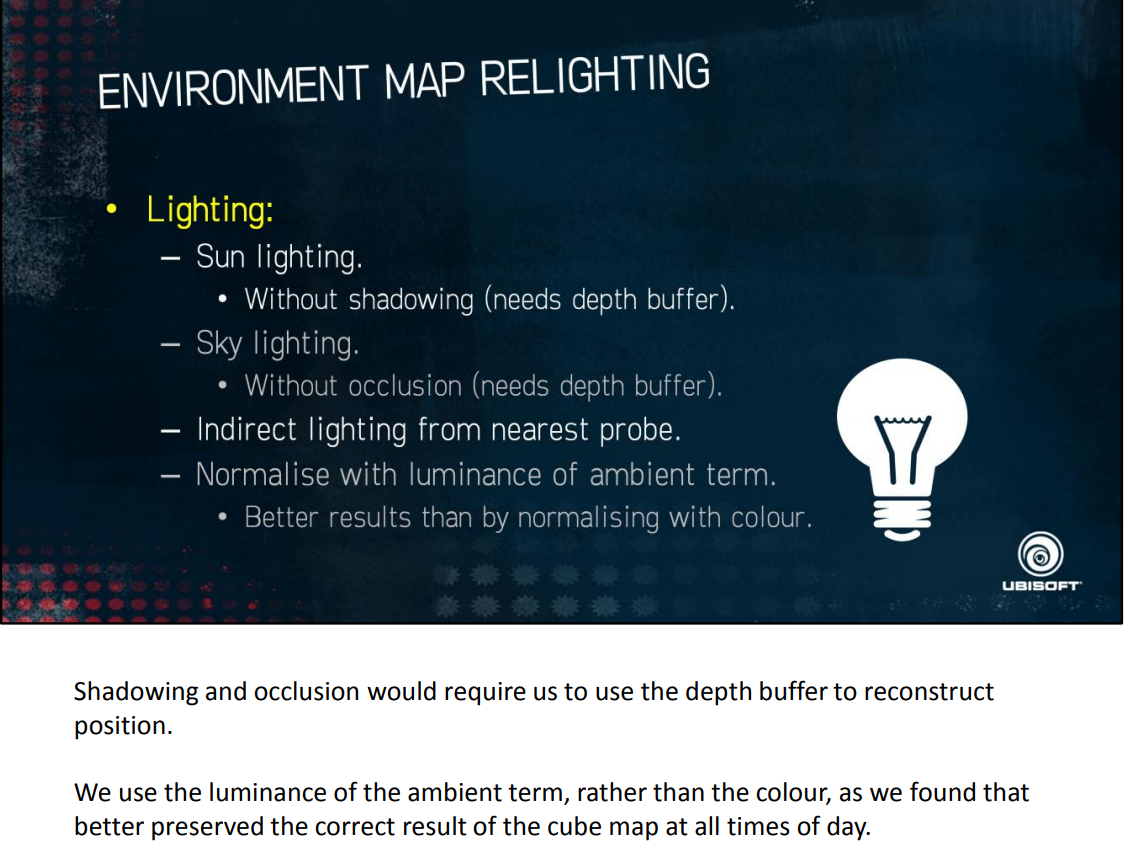 ENVIRONMENT MAP RELIGHTING
• Lighting:
– Sun lighting.
• Without shadowing (needs depth buffer).
– Sky lighting.
• Without occlusion (needs depth buffer).
– Indirect lighting from nearest probe.
– Normalise with luminance of ambient term.
• Better results than by normalising with colour.
UBISOFT
Shadowing and occlusion would require us to use the depth buffer to reconstruct
position.
We use the luminance of the ambient term, rather than the colour, as we found that
better preserved the correct result of the cube map at all times of day.